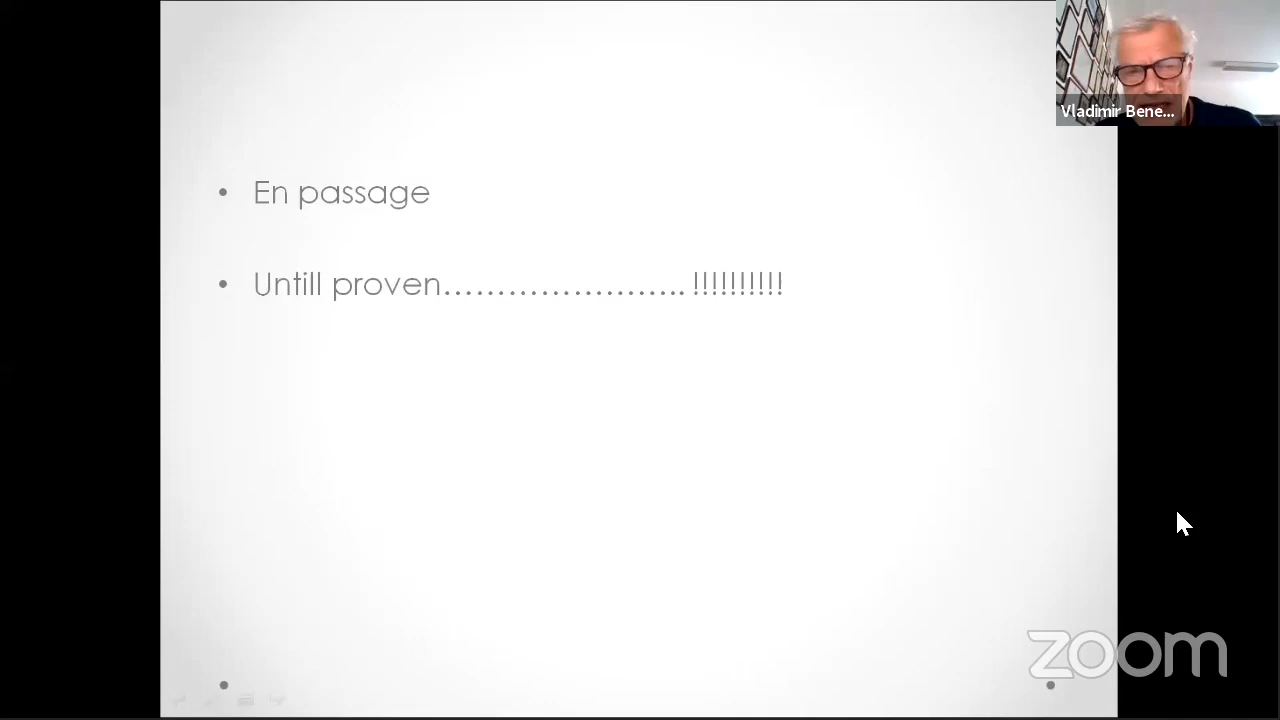 Vladimir Bene...
• En passage
• Untill proven...................... !!!!!!!!!!
zoom